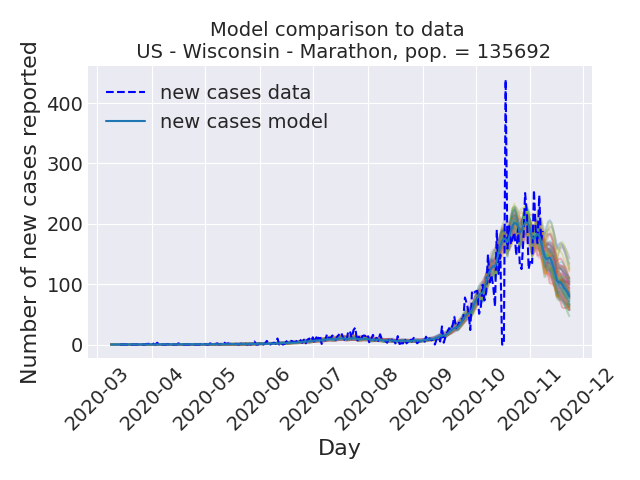 Model comparison to data
US - Wisconsin - Marathon, pop. = 135692
Number of new cases reported
400
300
200
100
0
new cases data
new cases model
2020-03
2020-04
2020-05
2020-06
2020-07
2020-08
2020-09
2020-10
2020-11
2020-12
Day